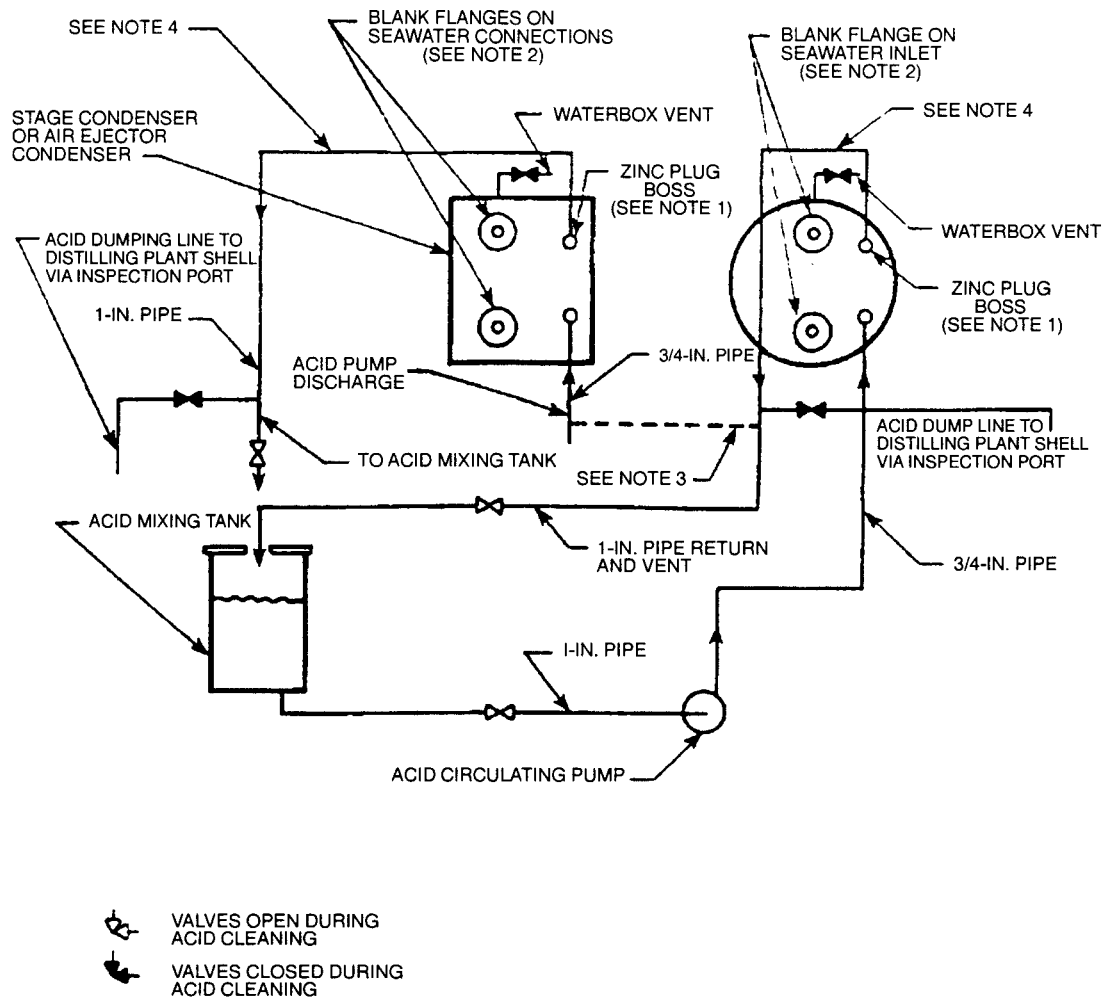 SEE NOTE 4
BLANK FLANGES ON
SEAWATER CONNECTIONS
(SEE NOTE 2)
BLANK FLANGE ON
SEAWATER INLET
(SEE NOTE 2)
STAGE CONDENSER
OR AIR EJECTOR
CONDENSER
WATERBOX VENT
SEE NOTE 4
ZINC PLUG
BOSS
(SEE NOTE 1)
ACID DUMPING LINE TO
DISTILLING PLANT SHELL
VIA INSPECTION PORT
WATERBOX VENT
ZINC PLUG
BOSS
(SEE NOTE 1)
1-IN. PIPE
ACID PUMP
DISCHARGE
3/4-IN. PIPE
ACID DUMP LINE TO
DISTILLING PLANT SHELL
VIA INSPECTION PORT
TO ACID MIXING TANK
SEE NOTE 3
ACID MIXING TANK
1-IN. PIPE RETURN
AND VENT
3/4-IN. PIPE
I-IN. PIPE
ACID CIRCULATING PUMP
VALVES OPEN DURING
ACID CLEANING
VALVES CLOSED DURING
ACID CLEANING